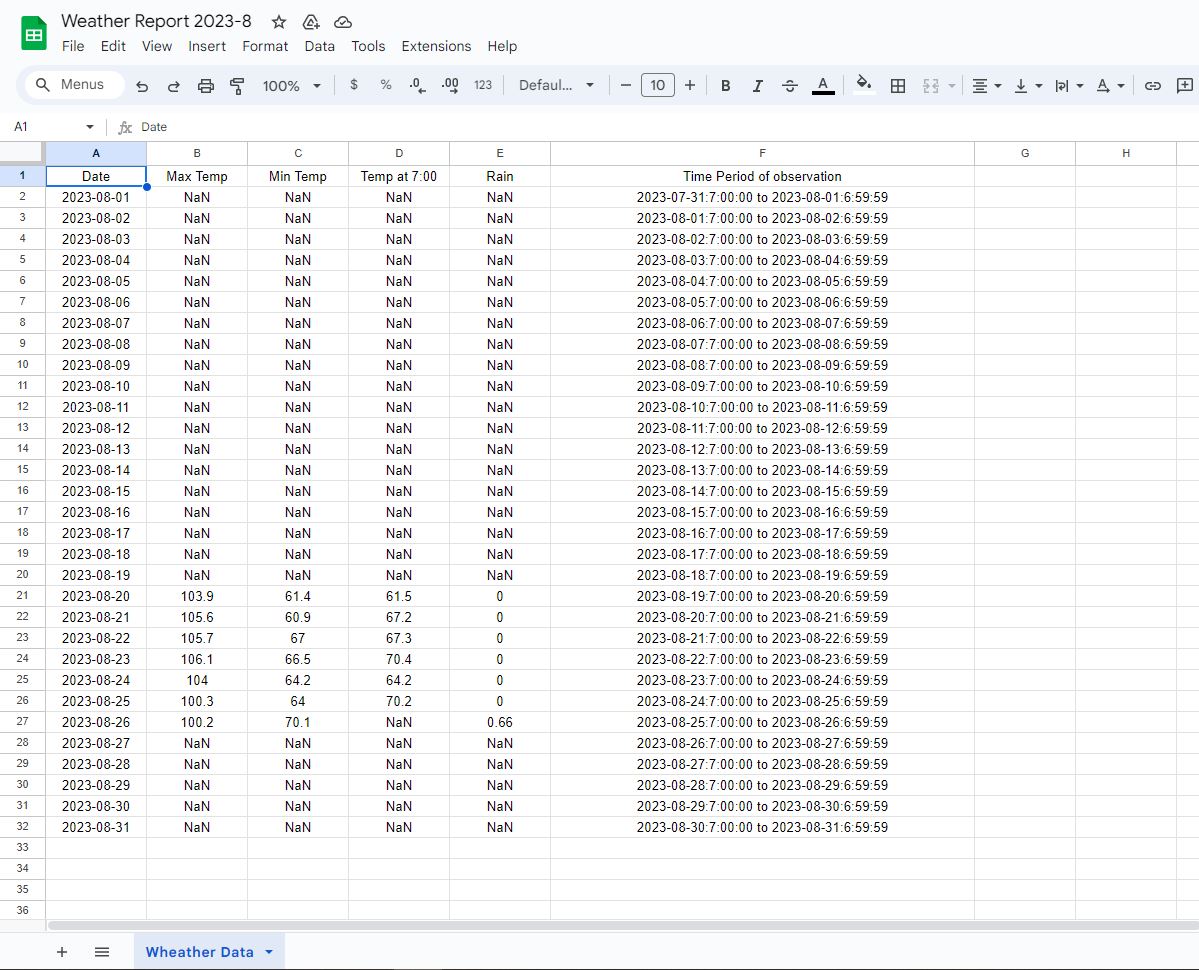 Weather Report 2023-8
File Edit View Insert Format Data Tools Extensions Help
Menus 100% $ % .0 .00 123 Defaul... 10 B I A
A1 fx Date
A B C D E F G H
1 Date Max Temp Min Temp Temp at 7:00 Rain Time Period of observation
2 2023-08-01 NaN NaN NaN NaN 2023-07-31:7:00:00 to 2023-08-01:6:59:59
3 2023-08-02 NaN NaN NaN NaN 2023-08-01:7:00:00 to 2023-08-02:6:59:59
4 2023-08-03 NaN NaN NaN NaN 2023-08-02:7:00:00 to 2023-08-03:6:59:59
5 2023-08-04 NaN NaN NaN NaN 2023-08-03:7:00:00 to 2023-08-04:6:59:59
6 2023-08-05 NaN NaN NaN NaN 2023-08-04:7:00:00 to 2023-08-05:6:59:59
7 2023-08-06 NaN NaN NaN NaN 2023-08-05:7:00:00 to 2023-08-06:6:59:59
8 2023-08-07 NaN NaN NaN NaN 2023-08-06:7:00:00 to 2023-08-07:6:59:59
9 2023-08-08 NaN NaN NaN NaN 2023-08-07:7:00:00 to 2023-08-08:6:59:59
10 2023-08-09 NaN NaN NaN NaN 2023-08-08:7:00:00 to 2023-08-09:6:59:59
11 2023-08-10 NaN NaN NaN NaN 2023-08-09:7:00:00 to 2023-08-10:6:59:59
12 2023-08-11 NaN NaN NaN NaN 2023-08-10:7:00:00 to 2023-08-11:6:59:59
13 2023-08-12 NaN NaN NaN NaN 2023-08-11:7:00:00 to 2023-08-12:6:59:59
14 2023-08-13 NaN NaN NaN NaN 2023-08-12:7:00:00 to 2023-08-13:6:59:59
15 2023-08-14 NaN NaN NaN NaN 2023-08-13:7:00:00 to 2023-08-14:6:59:59
16 2023-08-15 NaN NaN NaN NaN 2023-08-14:7:00:00 to 2023-08-15:6:59:59
17 2023-08-16 NaN NaN NaN NaN 2023-08-15:7:00:00 to 2023-08-16:6:59:59
18 2023-08-17 NaN NaN NaN NaN 2023-08-16:7:00:00 to 2023-08-17:6:59:59
19 2023-08-18 NaN NaN NaN NaN 2023-08-17:7:00:00 to 2023-08-18:6:59:59
20 2023-08-19 NaN NaN NaN NaN 2023-08-18:7:00:00 to 2023-08-19:6:59:59
21 2023-08-20 103.9 61.4 61.5 0 2023-08-19:7:00:00 to 2023-08-20:6:59:59
22 2023-08-21 105.6 60.9 67.2 0 2023-08-20:7:00:00 to 2023-08-21:6:59:59
23 2023-08-22 105.7 67 67.3 0 2023-08-21:7:00:00 to 2023-08-22:6:59:59
24 2023-08-23 106.1 66.5 70.4 0 2023-08-22:7:00:00 to 2023-08-23:6:59:59
25 2023-08-24 104 64.2 64.2 0 2023-08-23:7:00:00 to 2023-08-24:6:59:59
26 2023-08-25 100.3 64 70.2 0 2023-08-24:7:00:00 to 2023-08-25:6:59:59
27 2023-08-26 100.2 70.1 NaN 0.66 2023-08-25:7:00:00 to 2023-08-26:6:59:59
28 2023-08-27 NaN NaN NaN NaN 2023-08-26:7:00:00 to 2023-08-27:6:59:59
29 2023-08-28 NaN NaN NaN NaN 2023-08-27:7:00:00 to 2023-08-28:6:59:59
30 2023-08-29 NaN NaN NaN NaN 2023-08-28:7:00:00 to 2023-08-29:6:59:59
31 2023-08-30 NaN NaN NaN NaN 2023-08-29:7:00:00 to 2023-08-30:6:59:59
32 2023-08-31 NaN NaN NaN NaN 2023-08-30:7:00:00 to 2023-08-31:6:59:59
33
34
35
36
Wheather Data